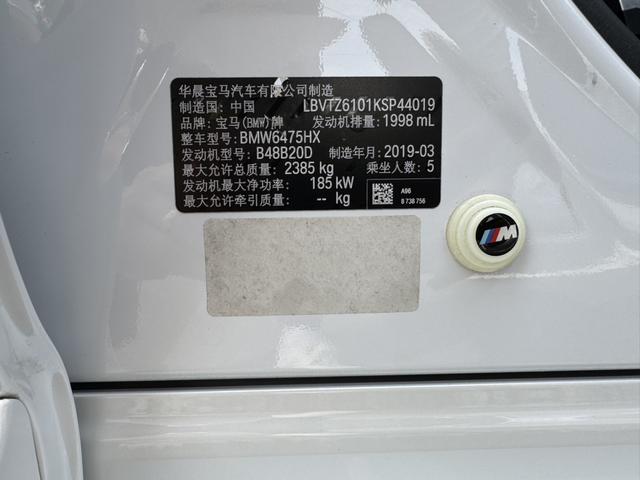 华晨宝马汽车有限公司制造
制造国: 中国 LBVTZ6101KSP44019
品牌: 宝马(BMW)牌 发动机排量: 1998 mL
整车型号: BMW6475HX
发动机型号: B48B20D 制造年月: 2019-03
最大允许总质量: 2385 kg 乘坐人数: 5
发动机最大净功率: 185 kW
最大允许牵引质量: -- kg
A96
8 738 756
M